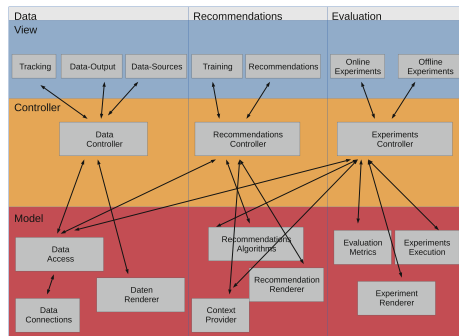 Data
Recommendations
Evaluation
View
Tracking
Data-Output
Data-Sources
Training
Recommendations
Online
Experiments
Offline
Experiments
Controller
Data
Controller
Recommendations
Controller
Experiments
Controller
Model
Data
Access
Data
Connections
Daten
Renderer
Recommendations
Algorithms
Recommendation
Renderer
Context
Provider
Evaluation
Metrics
Experiments
Execution
Experiment
Renderer